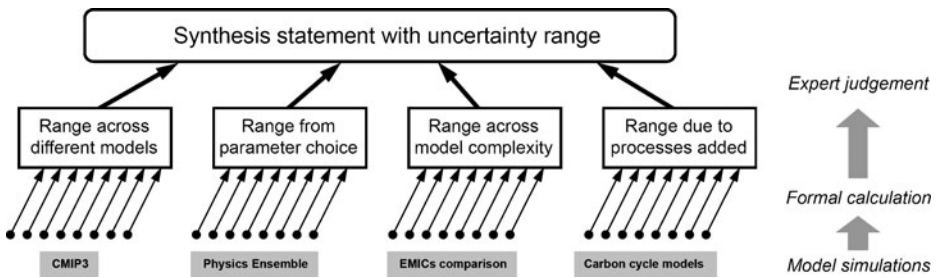 Synthesis statement with uncertainty range
Expert judgement
Range across
different models
Range from
parameter choice
Range across
model complexity
Range due to
processes added
Formal calculation
CMIP3
Physics Ensemble
EMICs comparison
Carbon cycle models
Model simulations